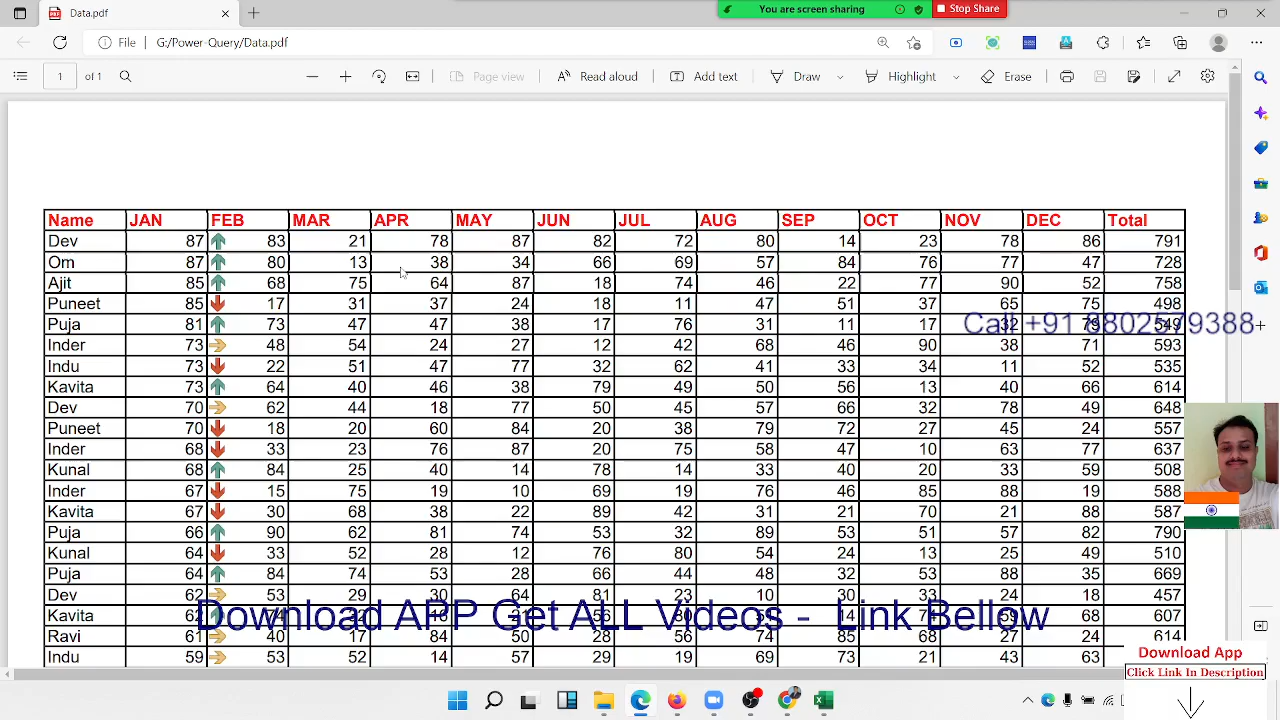 Data.pdf
You are screen sharing
Stop Share
File G:/Power-Query/Data.pdf
1 of 1 Page view Read aloud Add text Draw Highlight Erase
Name JAN FEB MAR APR MAY JUN JUL AUG SEP OCT NOV DEC Total
Dev 87 83 21 78 87 82 72 80 14 23 78 86 791
Om 87 80 13 38 34 66 69 57 84 76 77 47 728
Ajit 85 68 75 64 87 18 74 46 22 77 90 52 758
Puneet 85 17 31 37 24 18 11 47 51 37 65 75 498
Puja 81 73 47 47 38 17 76 31 11 17 32 79 549
Call +91 8802579388
Inder 73 48 54 24 27 12 42 68 46 90 38 71 593
Indu 73 22 51 47 77 32 62 41 33 34 11 52 535
Kavita 73 64 40 46 38 79 49 50 56 13 40 66 614
Dev 70 62 44 18 77 50 45 57 66 32 78 49 648
Puneet 70 18 20 60 84 20 38 79 72 27 45 24 557
Inder 68 33 23 76 87 20 75 58 47 10 63 77 637
Kunal 68 84 25 40 14 78 14 33 40 20 33 59 508
Inder 67 15 75 19 10 69 19 76 46 85 88 19 588
Kavita 67 30 68 38 22 89 42 31 21 70 21 88 587
Puja 66 90 62 81 74 53 32 89 53 51 57 82 790
Kunal 64 33 52 28 12 76 80 54 24 13 25 49 510
Puja 64 84 74 53 28 66 44 48 32 53 88 35 669
Dev 62 53 29 30 64 81 23 10 30 33 24 18 457
Kavita 62 14 68 607
Download APP Get ALL Videos - Link Bellow
Ravi 61 40 17 84 50 28 56 74 85 68 27 24 614
Indu 59 53 52 14 57 29 19 69 73 21 43 63
Download App
Click Link In Description